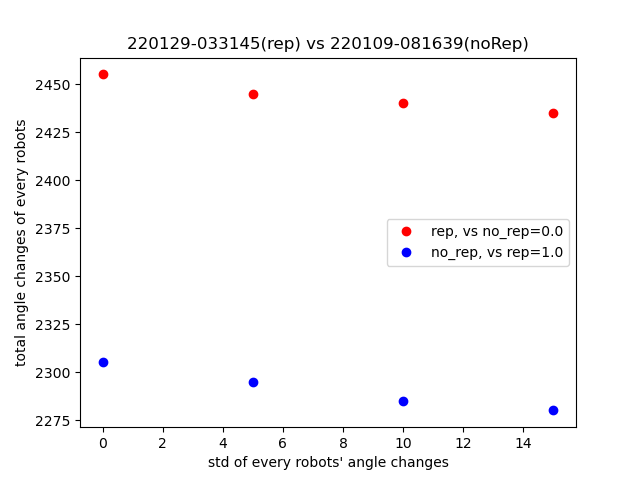 220129-033145(rep) vs 220109-081639(noRep)
total angle changes of every robots
2450
2425
2400
2375
2350
2325
2300
2275
rep, vs no_rep=0.0
no_rep, vs rep=1.0
0 2 4 6 8 10 12 14
std of every robots' angle changes